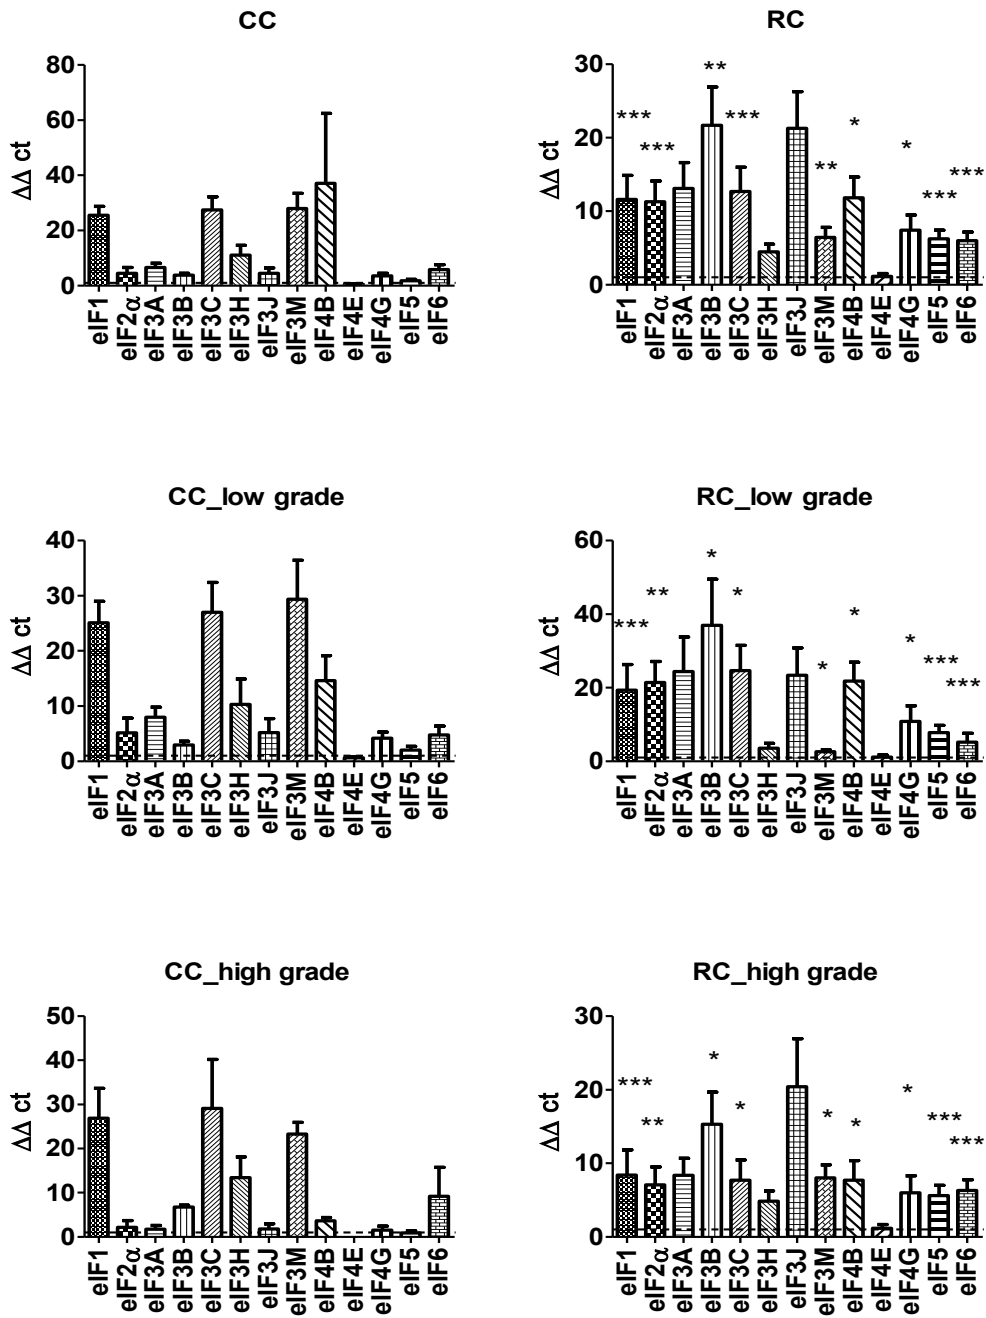 CC
80
60
40
20
0
ΔΔ ct
eIF1
eIF2α
eIF3A
eIF3B
eIF3C
eIF3H
eIF3J
eIF3M
eIF4B
eIF4E
eIF4G
eIF5
eIF6
RC
30
20
10
0
ΔΔ ct
***
***
**
***
**
*
*
***
***
eIF1
eIF2α
eIF3A
eIF3B
eIF3C
eIF3H
eIF3J
eIF3M
eIF4B
eIF4E
eIF4G
eIF5
eIF6
CC_low grade
40
30
20
10
0
ΔΔ ct
eIF1
eIF2α
eIF3A
eIF3B
eIF3C
eIF3H
eIF3J
eIF3M
eIF4B
eIF4E
eIF4G
eIF5
eIF6
RC_low grade
60
40
20
0
ΔΔ ct
***
**
*
*
*
*
*
***
***
eIF1
eIF2α
eIF3A
eIF3B
eIF3C
eIF3H
eIF3J
eIF3M
eIF4B
eIF4E
eIF4G
eIF5
eIF6
CC_high grade
50
40
30
20
10
0
ΔΔ ct
eIF1
eIF2α
eIF3A
eIF3B
eIF3C
eIF3H
eIF3J
eIF3M
eIF4B
eIF4E
eIF4G
eIF5
eIF6
RC_high grade
30
20
10
0
ΔΔ ct
***
**
*
*
*
*
*
***
***
eIF1
eIF2α
eIF3A
eIF3B
eIF3C
eIF3H
eIF3J
eIF3M
eIF4B
eIF4E
eIF4G
eIF5
eIF6